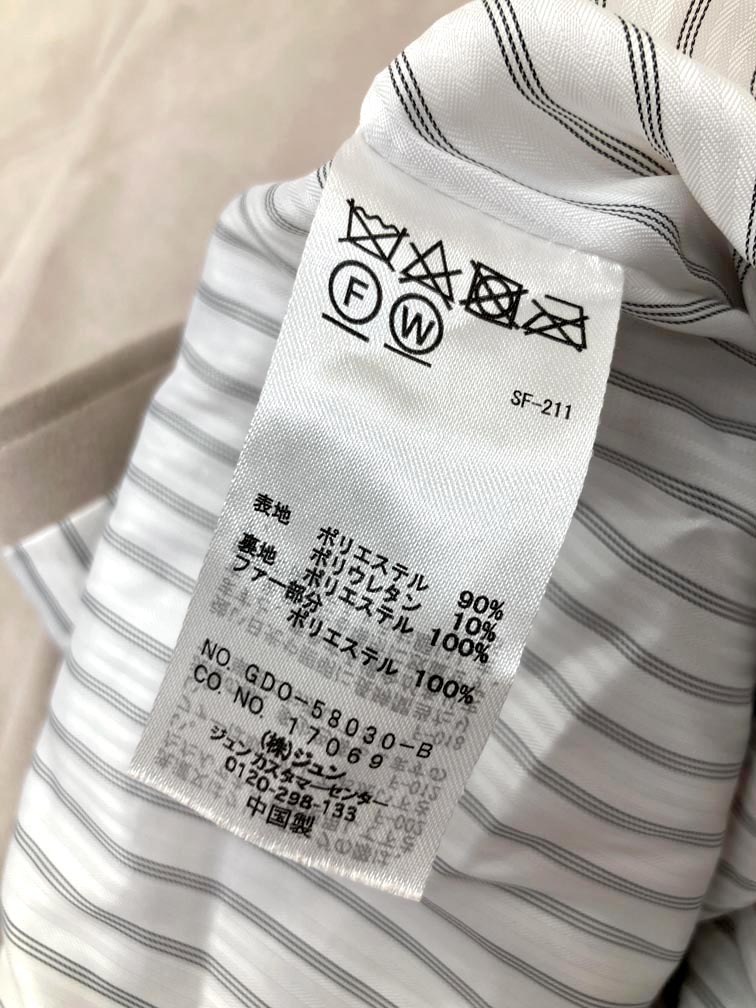 F W
SF-211
表地 ポリエステル 90%
ポリウレタン 10%
裏地 ポリエステル 100%
ファー部分
ポリエステル 100%
NO. GDO-58030-B
CO. NO. 17069
(株)ジュン
ジュンカスタマーセンター
0120-298-133
中国製